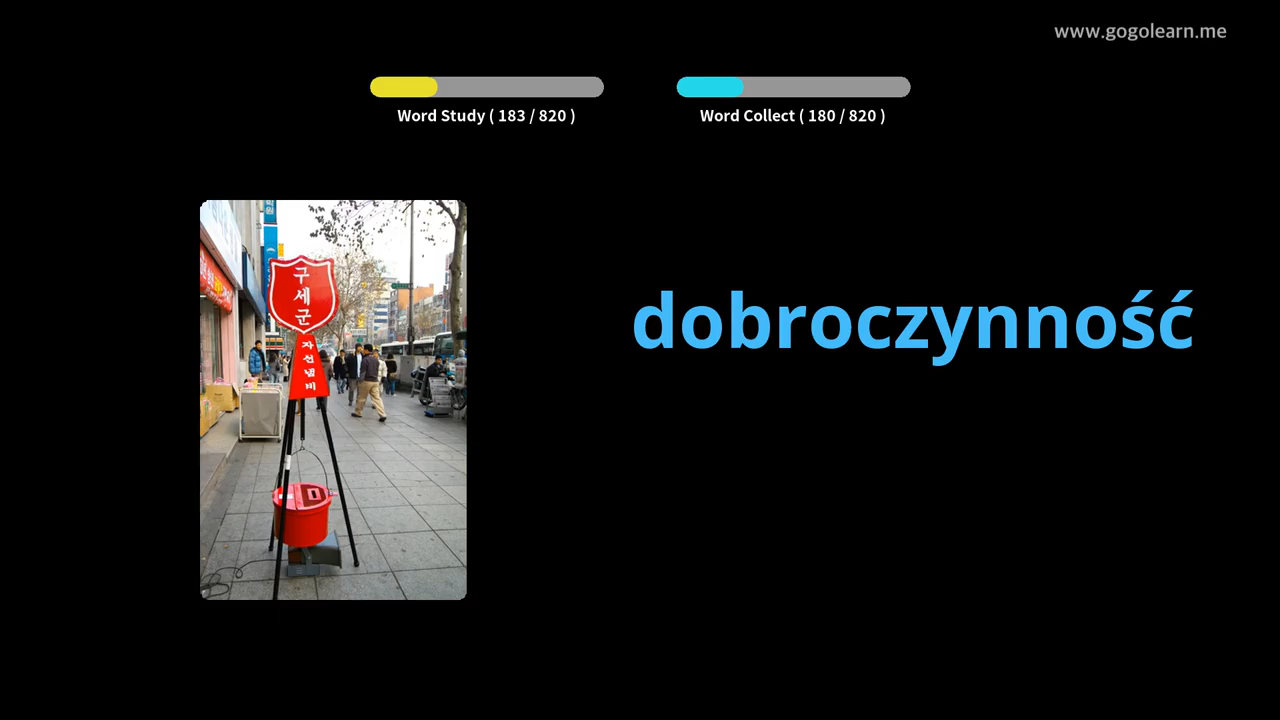 www.gogolearn.me
Word Study ( 183 / 820 )
Word Collect ( 180 / 820 )
구세군
자선냄비
dobroczynność